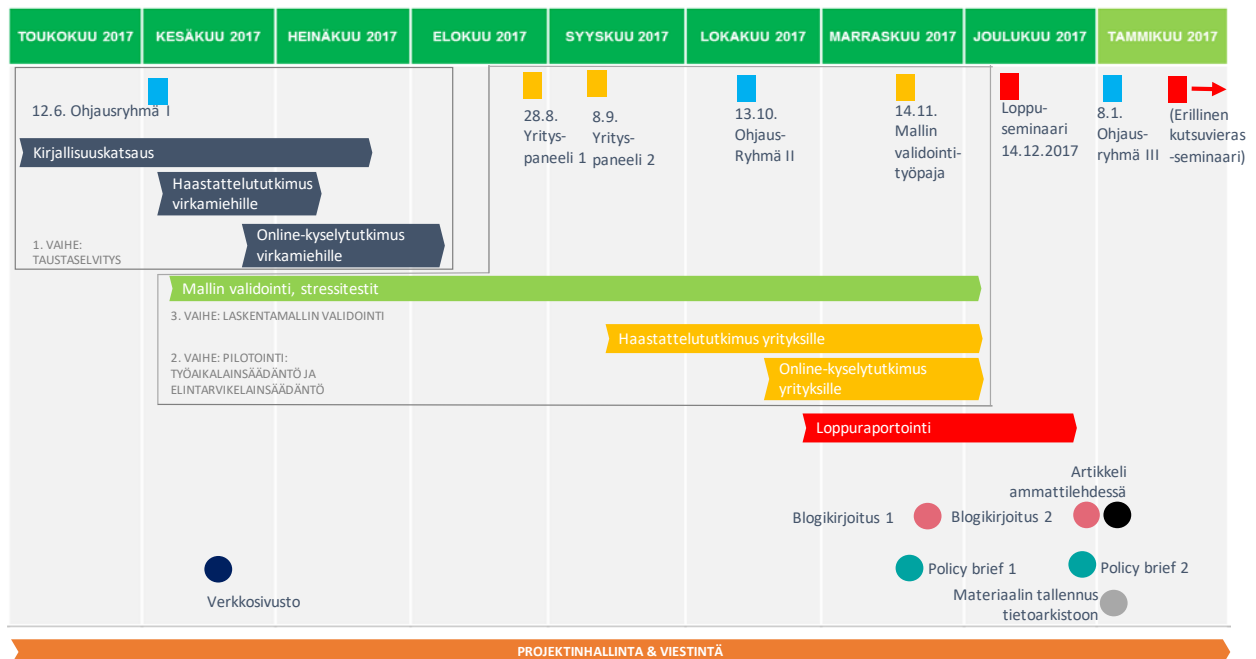 TOUKOKUU 2017
KESÄKUU 2017
HEINÄKUU 2017
ELOKUU 2017
SYYSKUU 2017
LOKAKUU 2017
MARRASKUU 2017
JOULUKUU 2017
TAMMIKUU 2017
12.6. Ohjausryhmä I
28.8.
Yritys-
paneeli 1
8.9.
Yritys-
paneeli 2
13.10.
Ohjaus-
Ryhmä II
14.11.
Mallin
validointi-
työpaja
Loppu-
seminaari
14.12.2017
8.1.
Ohjaus-
ryhmä III
(Erillinen
kutsuvieras
-seminaari)
Kirjallisuuskatsaus
Haastattelututkimus
virkamiehille
Online-kyselytutkimus
virkamiehille
1. VAIHE:
TAUSTASELVITYS
Mallin validointi, stressitestit
3. VAIHE: LASKENTAMALLIN VALIDOINTI
Haastattelututkimus yrityksille
2. VAIHE: PILOTOINTI:
TYÖAIKALAINSÄÄDÄNTÖ JA
ELINTARVIKELAINSÄÄDÄNTÖ
Online-kyselytutkimus
yrityksille
Loppuraportointi
Artikkeli
ammattilehdessä
Blogikirjoitus 1
Blogikirjoitus 2
Policy brief 1
Policy brief 2
Verkkosivusto
Materiaalin tallennus
tietoarkistoon
PROJEKTINHALLINTA & VIESTINTÄ